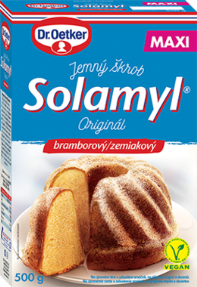 Dr.Oetker
MAXI
Jemný Škrob
Solamyl®
Originál
bramborový/zemiakový
VEGAN
500 g